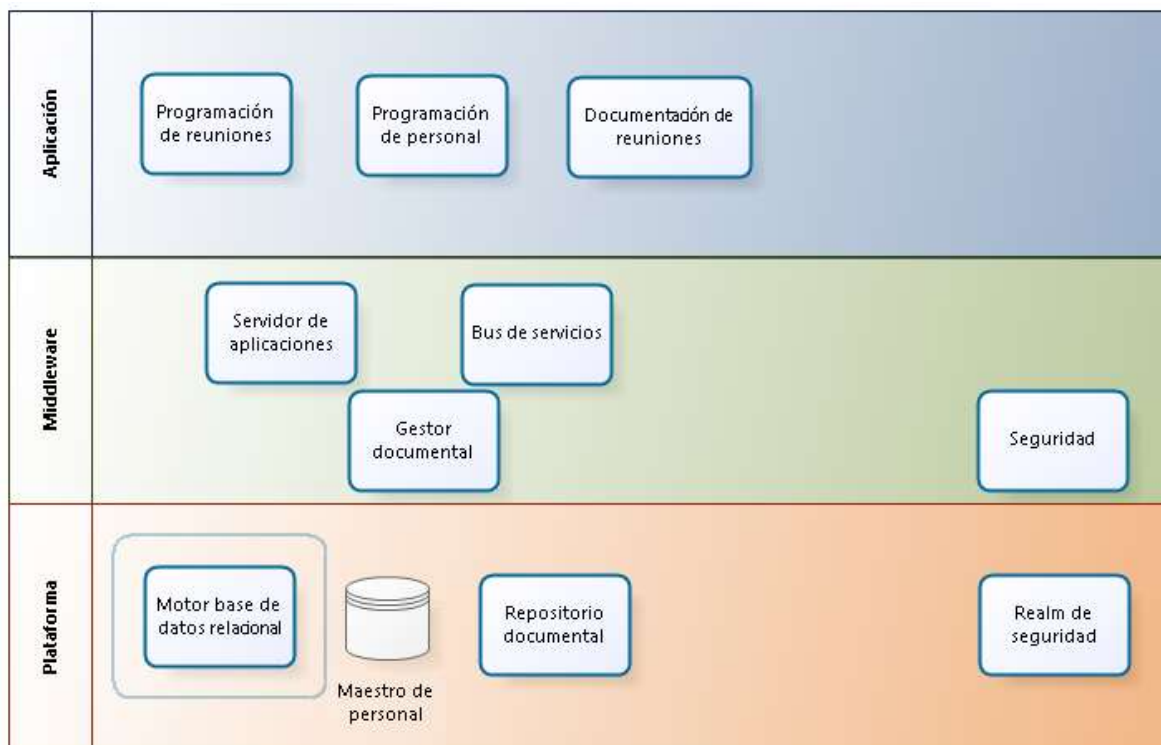 Aplicación
Programación
de reuniones
Programación
de personal
Documentación de
reuniones
Middleware
Servidor de
aplicaciones
Bus de servicios
Gestor
documental
Seguridad
Plataforma
Motor base de
datos relacional
Maestro de
personal
Repositorio
documental
Realm de
seguridad